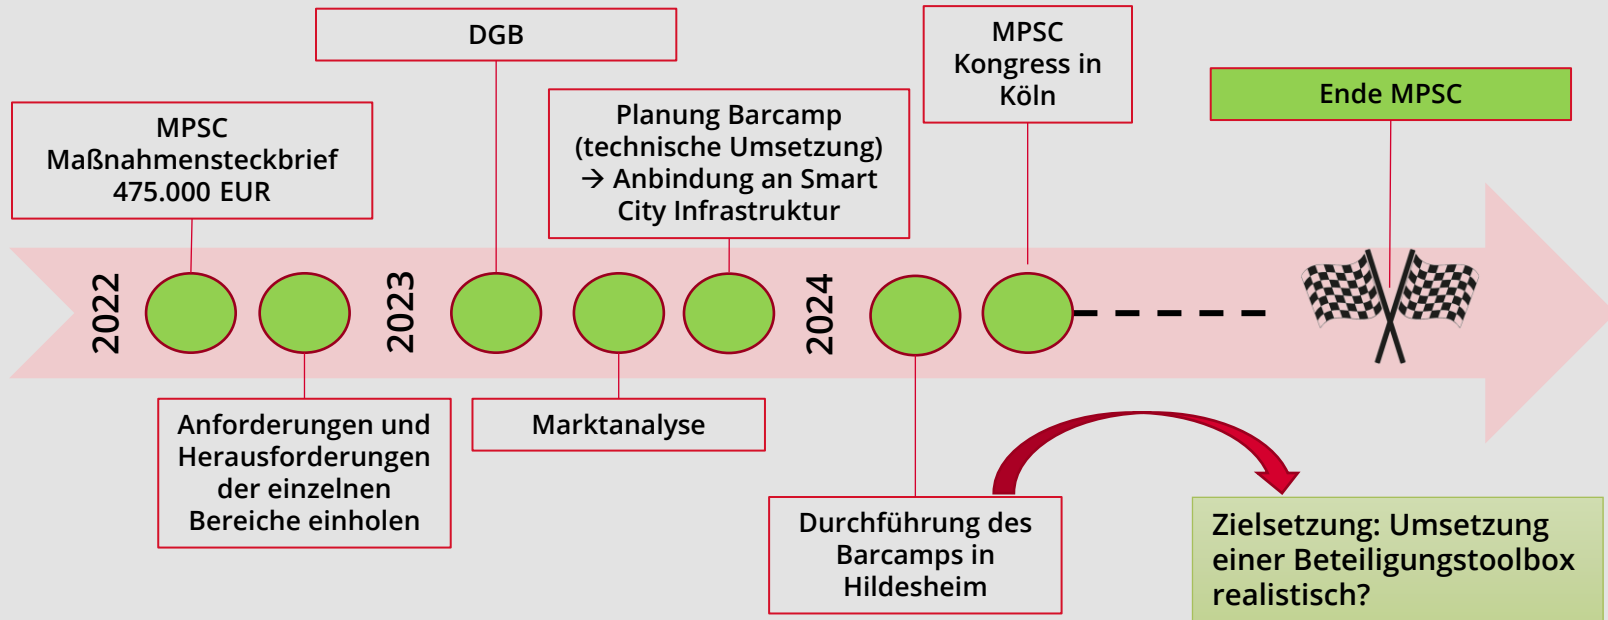 DGB
MPSC
Kongress in
Köln
Ende MPSC
MPSC
Maßnahmensteckbrief
475.000 EUR
Planung Barcamp
(technische Umsetzung)
→ Anbindung an Smart
City Infrastruktur
2022
2023
2024
Anforderungen und
Herausforderungen
der einzelnen
Bereiche einholen
Marktanalyse
Durchführung des
Barcamps in
Hildesheim
Zielsetzung: Umsetzung
einer Beteiligungstoolbox
realistisch?